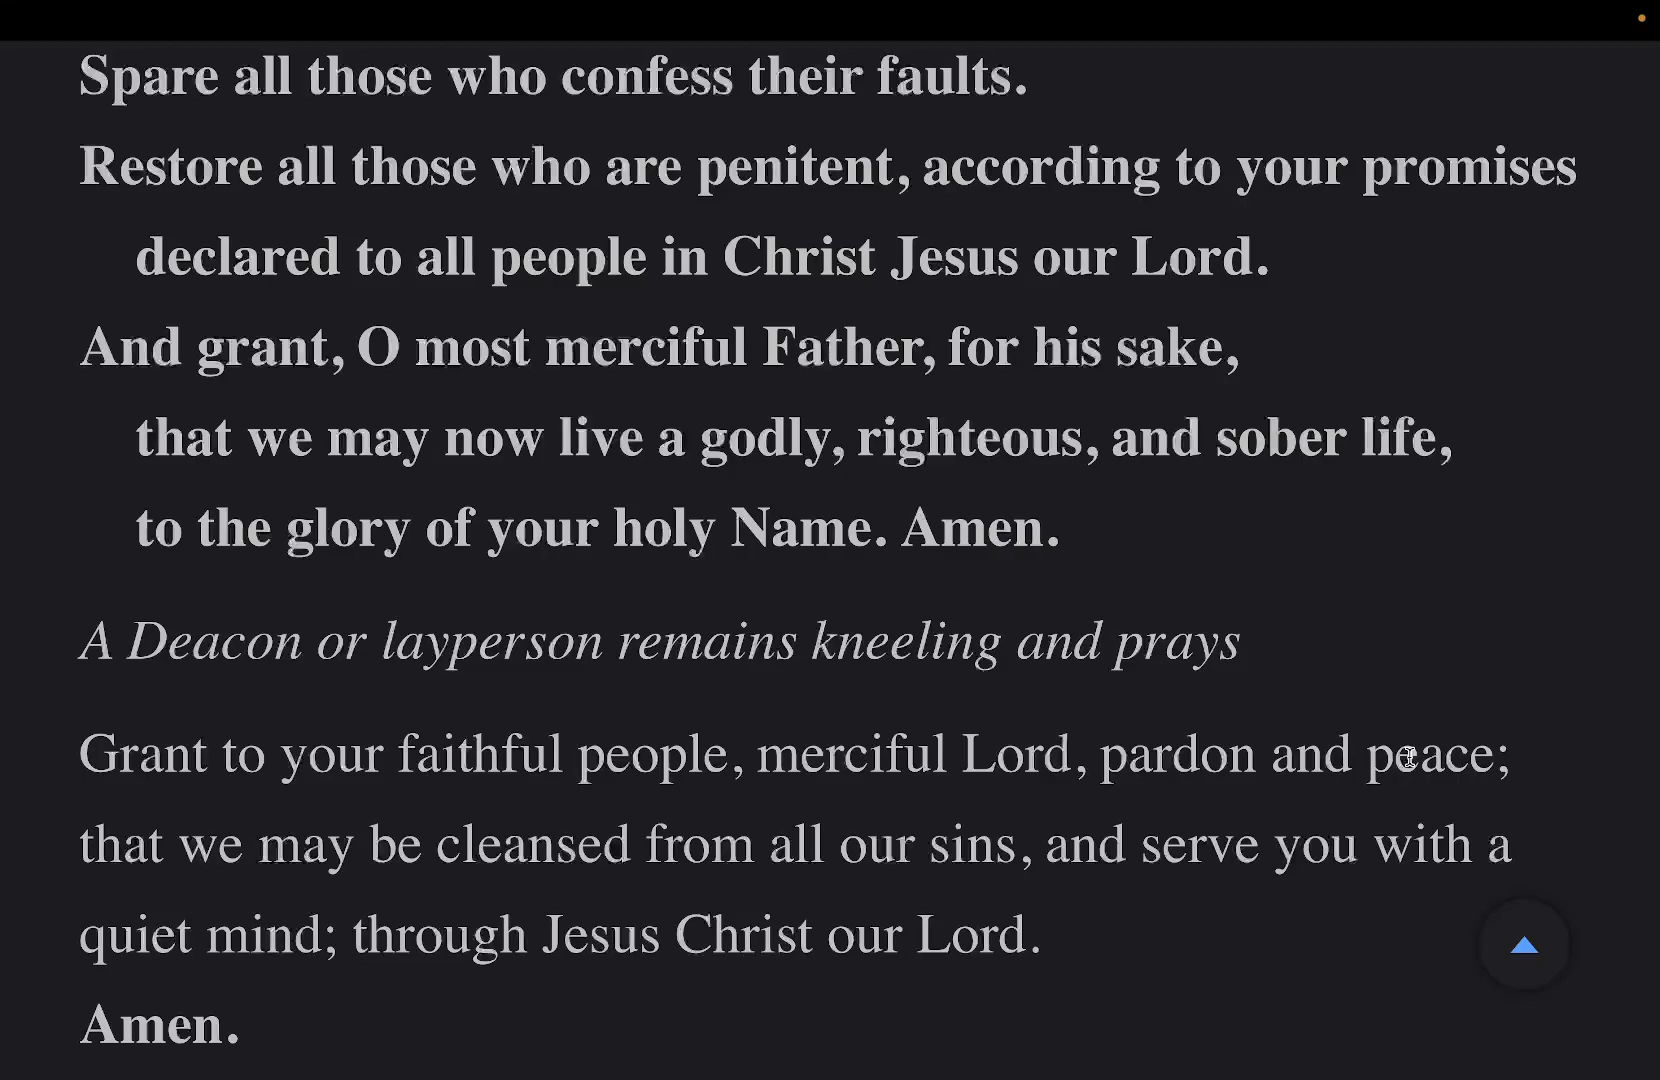 Spare all those who confess their faults.
Restore all those who are penitent, according to your promises
declared to all people in Christ Jesus our Lord.
And grant, O most merciful Father, for his sake,
that we may now live a godly, righteous, and sober life,
to the glory of your holy Name. Amen.
A Deacon or layperson remains kneeling and prays
Grant to your faithful people, merciful Lord, pardon and peace;
that we may be cleansed from all our sins, and serve you with a
quiet mind; through Jesus Christ our Lord.
Amen.